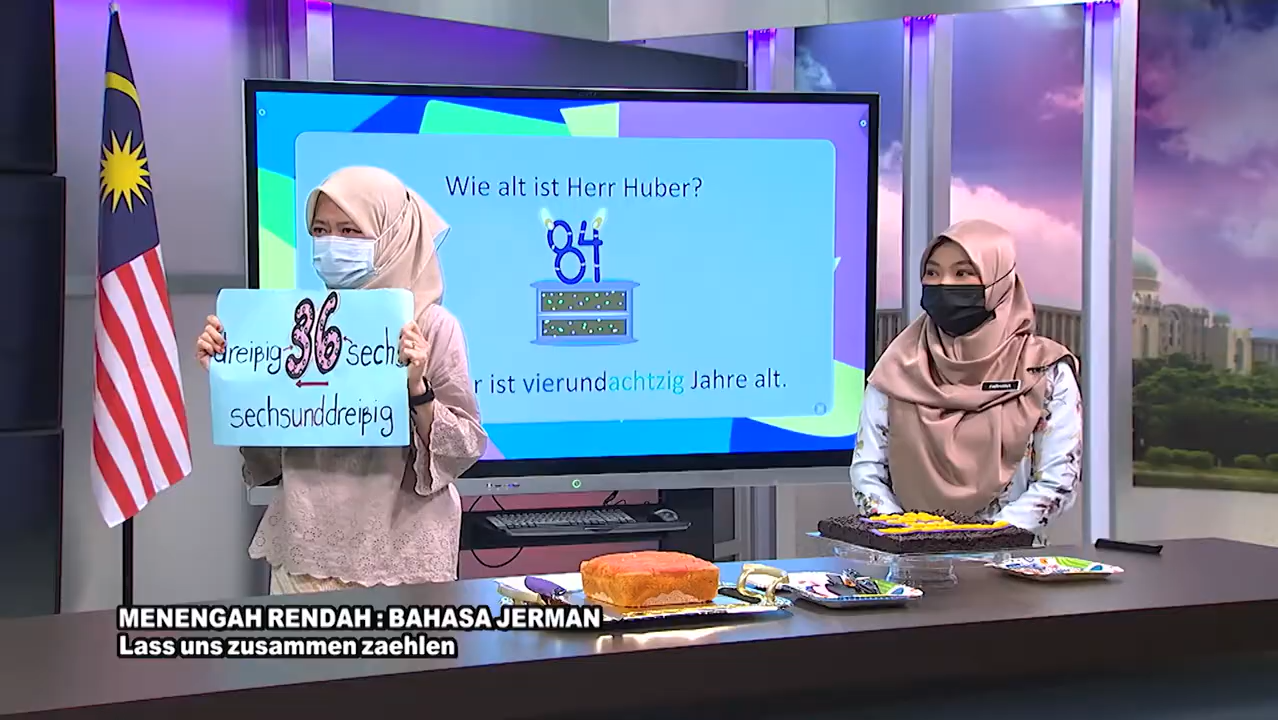 Wie alt ist Herr Huber?
84
r ist vierundachtzig Jahre alt.
dreißig 36 sechs
sechsunddreißig
MENENGAH RENDAH : BAHASA JERMAN
Lass uns zusammen zaehlen